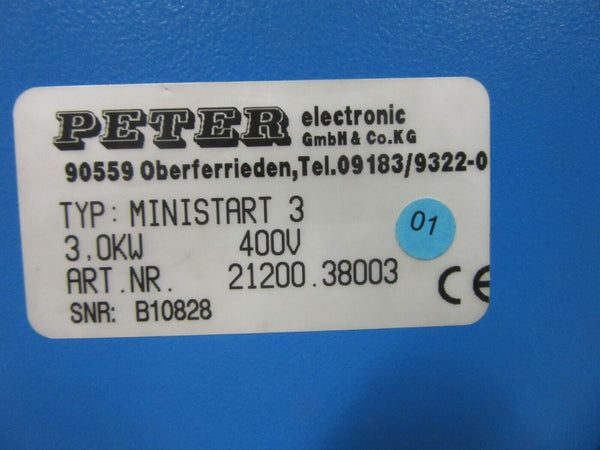 PETER electronic
GmbH & Co.KG
90559 Oberferrieden,Tel.09183/9322-0
TYP: MINISTART 3
3,0KW 400V
01
ART.NR. 21200.38003
CE
SNR: B10828